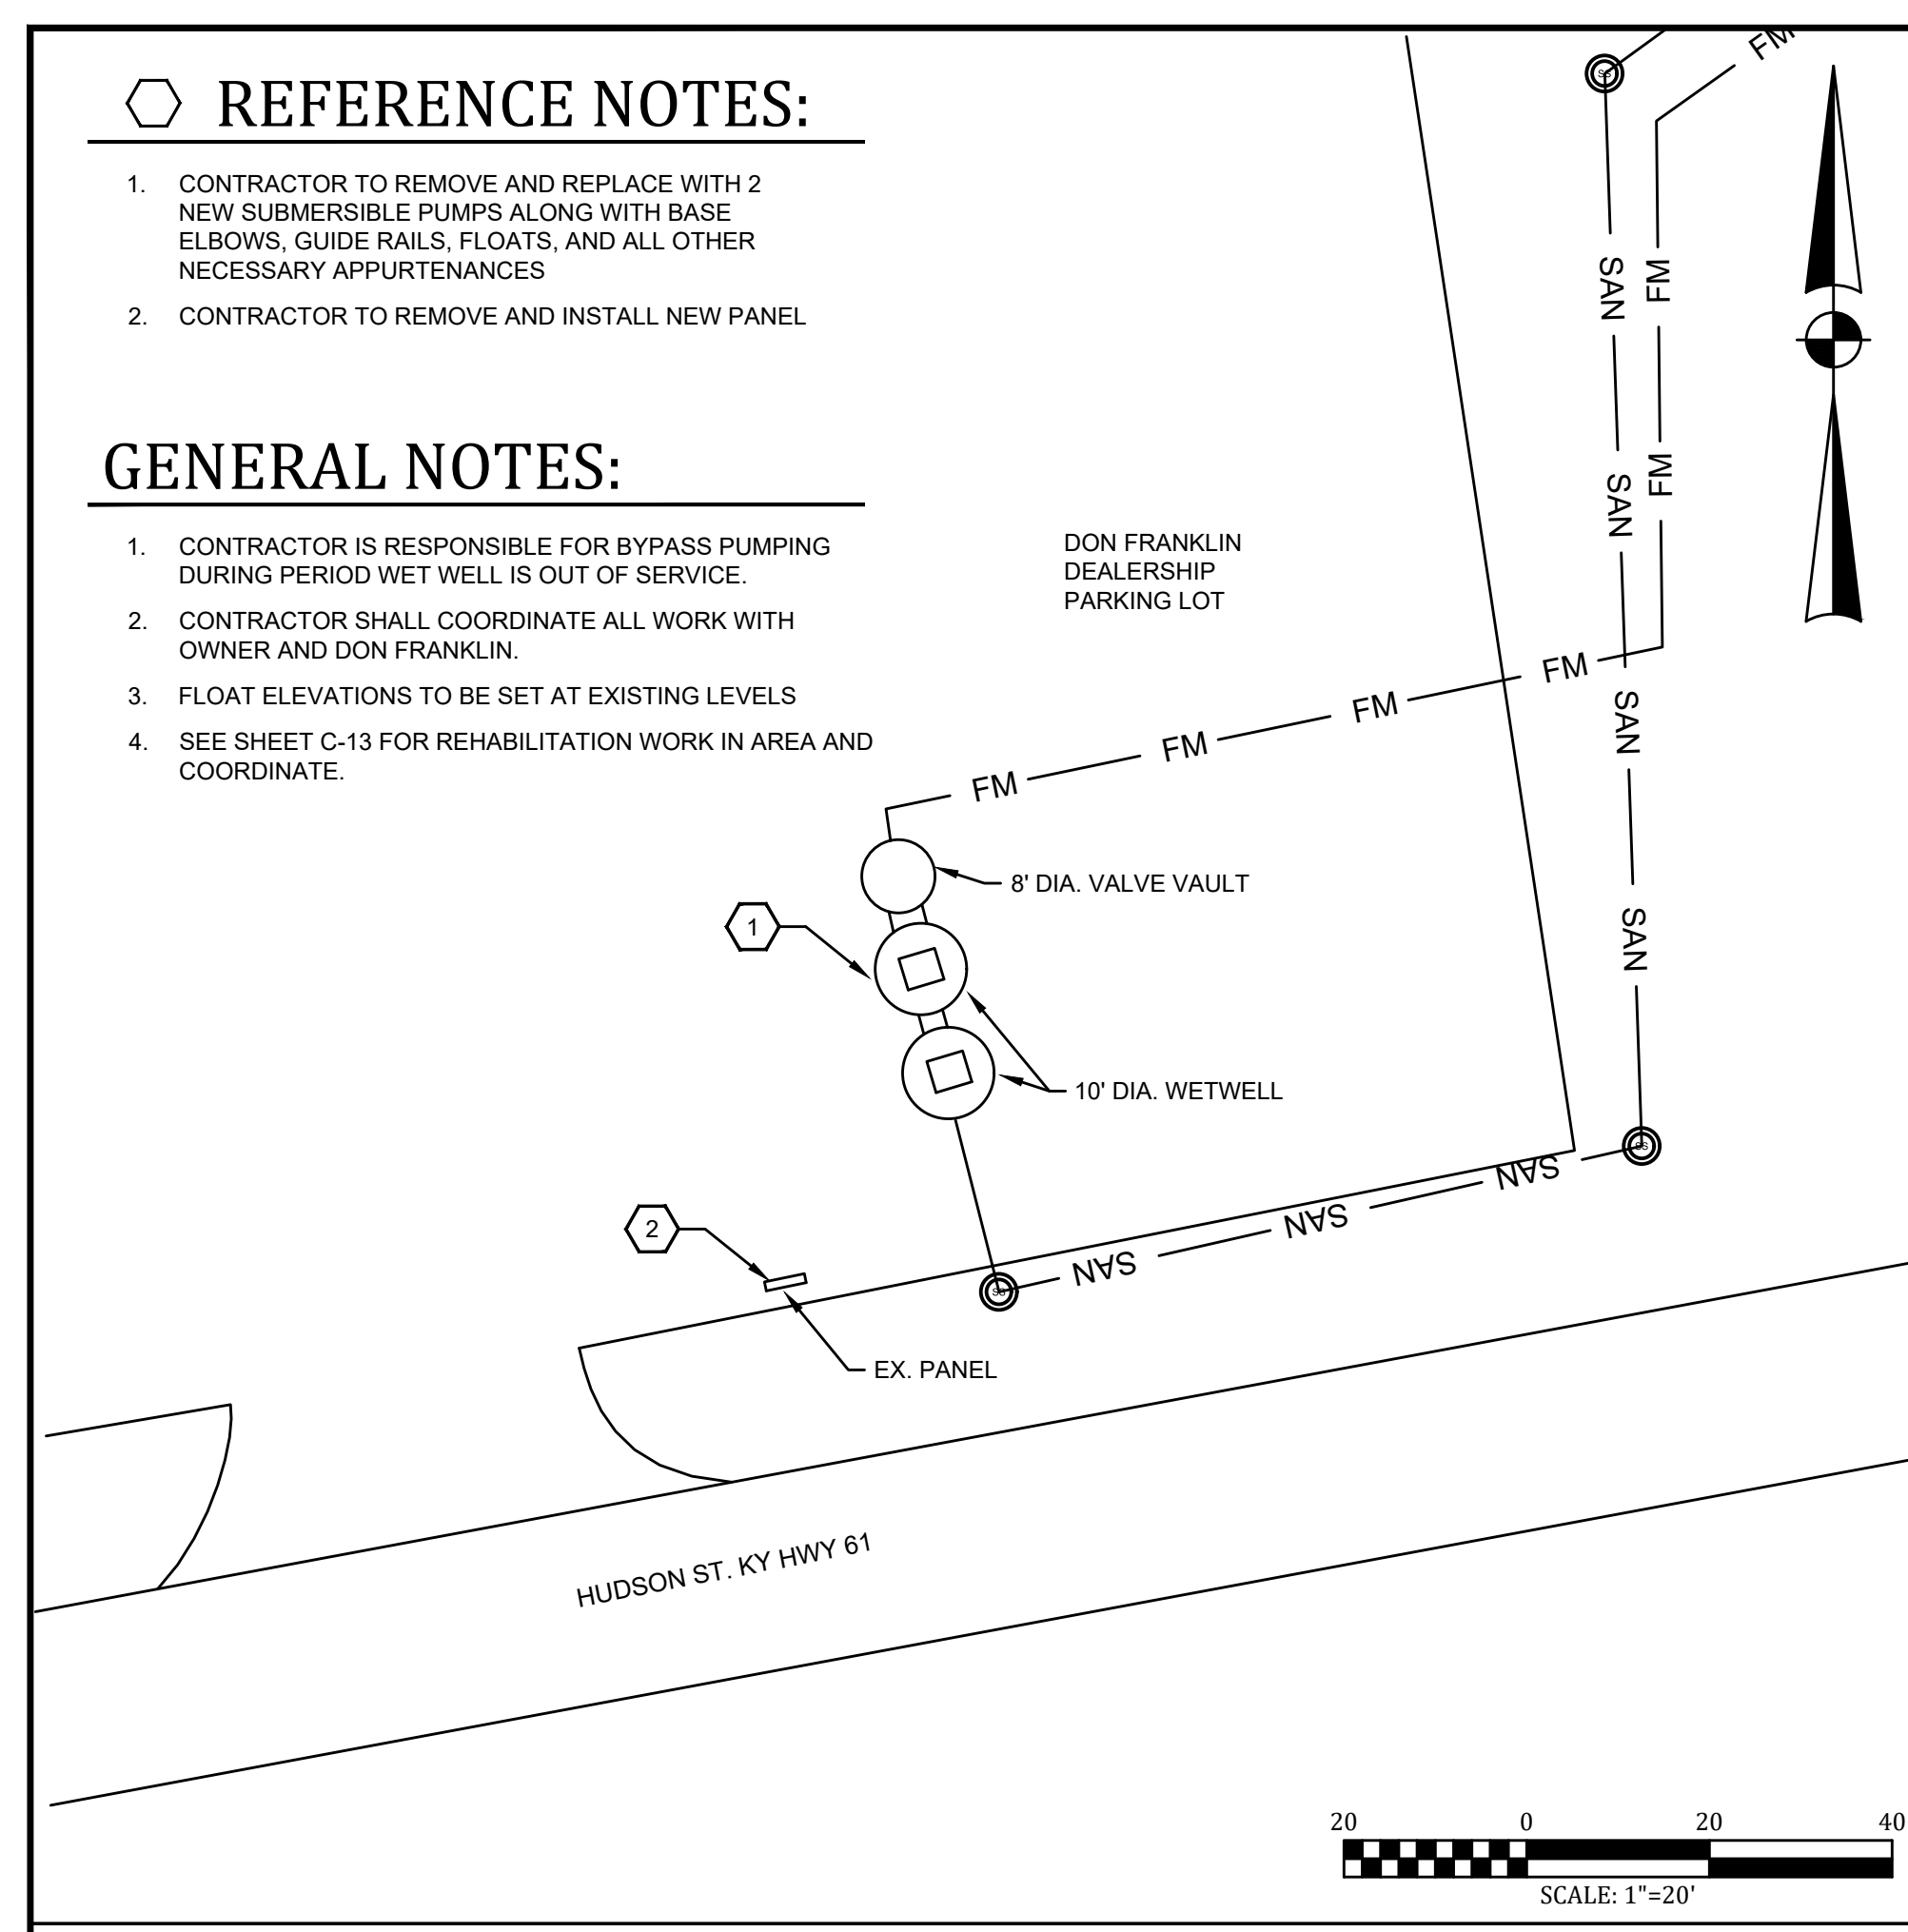 REFERENCE NOTES:
1. CONTRACTOR TO REMOVE AND REPLACE WITH 2
NEW SUBMERSIBLE PUMPS ALONG WITH BASE
ELBOWS, GUIDE RAILS, FLOATS, AND ALL OTHER
NECESSARY APPURTENANCES
2. CONTRACTOR TO REMOVE AND INSTALL NEW PANEL
GENERAL NOTES:
1. CONTRACTOR IS RESPONSIBLE FOR BYPASS PUMPING
DURING PERIOD WET WELL IS OUT OF SERVICE.
2. CONTRACTOR SHALL COORDINATE ALL WORK WITH
OWNER AND DON FRANKLIN.
3. FLOAT ELEVATIONS TO BE SET AT EXISTING LEVELS
4. SEE SHEET C-13 FOR REHABILITATION WORK IN AREA AND
COORDINATE.
DON FRANKLIN
DEALERSHIP
PARKING LOT
FM
SS
SAN
FM
SAN
FM
FM
FM
FM
FM
SAN
SAN
8' DIA. VALVE VAULT
1
10' DIA. WETWELL
SS
SAN
SAN
SAN
SS
2
EX. PANEL
HUDSON ST. KY HWY 61
20 0 20 40
SCALE: 1"=20'